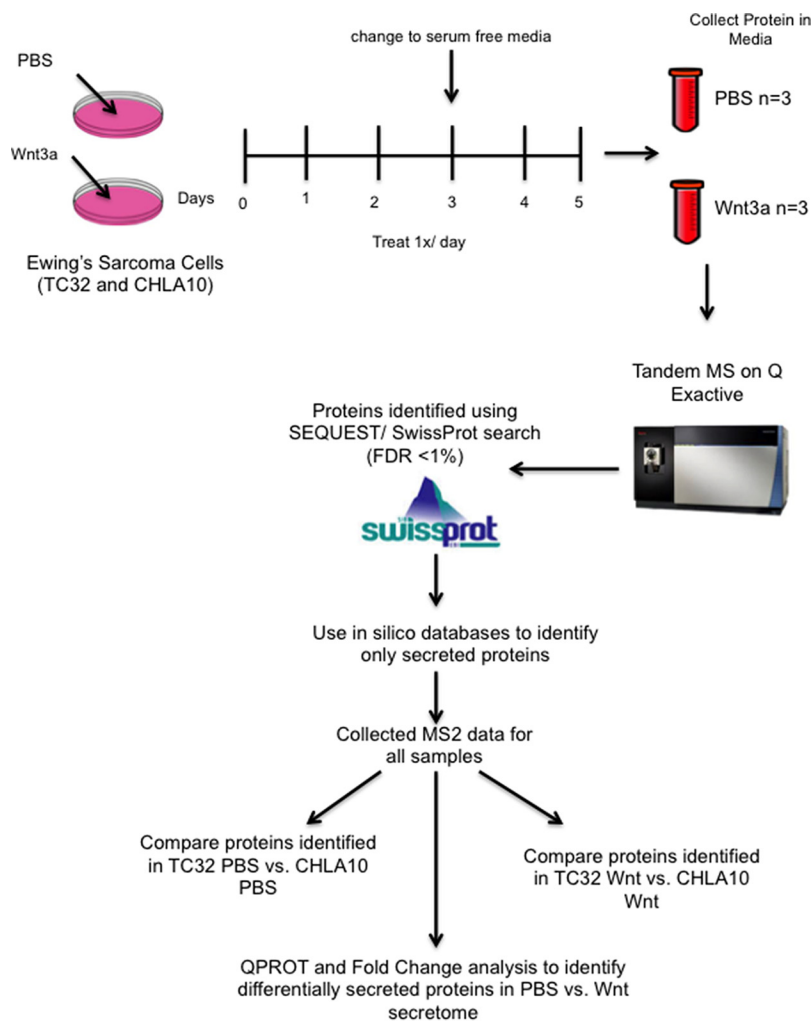 change to serum free media
Collect Protein in
Media
PBS
PBS n=3
Wnt3a
Days
0
1
2
3
4
5
Wnt3a n=3
Treat 1x/ day
Ewing’s Sarcoma Cells
(TC32 and CHLA10)
Tandem MS on Q
Exactive
Proteins identified using
SEQUEST/ SwissProt search
(FDR <1%)
swissprot
Use in silico databases to identify
only secreted proteins
Collected MS2 data for
all samples
Compare proteins identified
in TC32 PBS vs. CHLA10
PBS
Compare proteins identified
in TC32 Wnt vs. CHLA10
Wnt
QPROT and Fold Change analysis to identify
differentially secreted proteins in PBS vs. Wnt
secretome